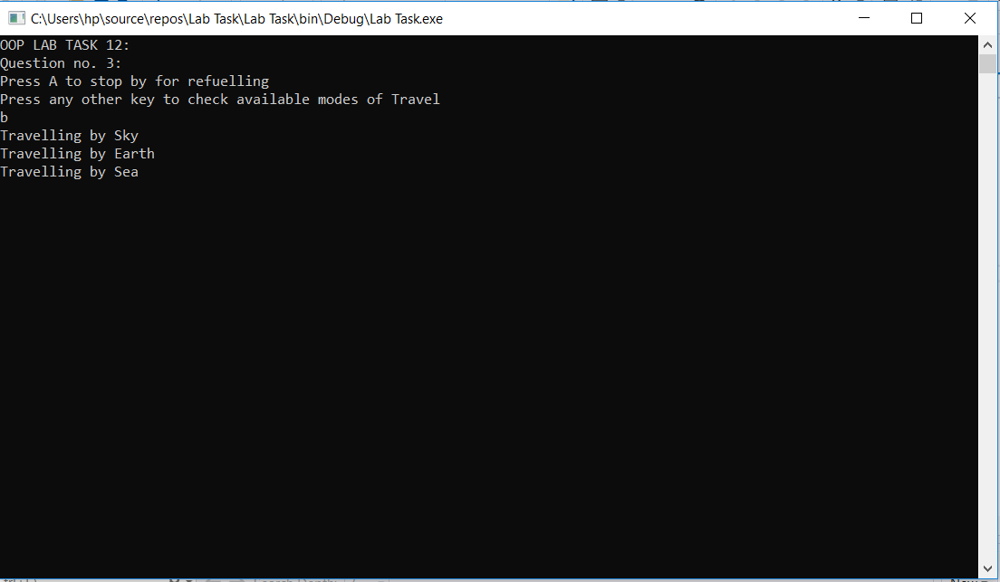 C:\Users\hp\source\repos\Lab Task\Lab Task\bin\Debug\Lab Task.exe
OOP LAB TASK 12:
Question no. 3:
Press A to stop by for refuelling
Press any other key to check available modes of Travel
b
Travelling by Sky
Travelling by Earth
Travelling by Sea